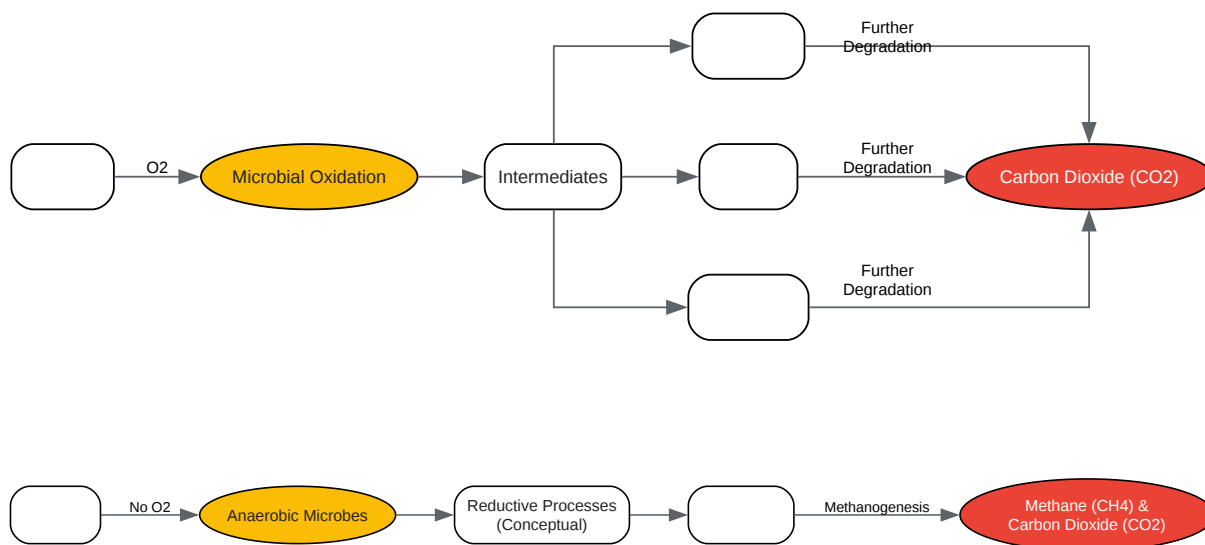 Further
Degradation
O2
Microbial Oxidation
Intermediates
Further
Degradation
Carbon Dioxide (CO2)
Further
Degradation
No O2
Anaerobic Microbes
Reductive Processes
(Conceptual)
Methanogenesis
Methane (CH4) &
Carbon Dioxide (CO2)